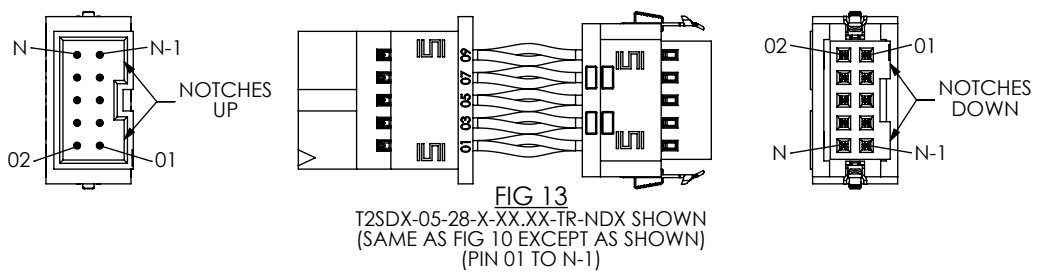 N
N-1
NOTCHES
UP
02
01
09
07
05
03
01
02
01
NOTCHES
DOWN
N
N-1
FIG 13
T2SDX-05-28-X-XX.XX-TR-NDX SHOWN
(SAME AS FIG 10 EXCEPT AS SHOWN)
(PIN 01 TO N-1)